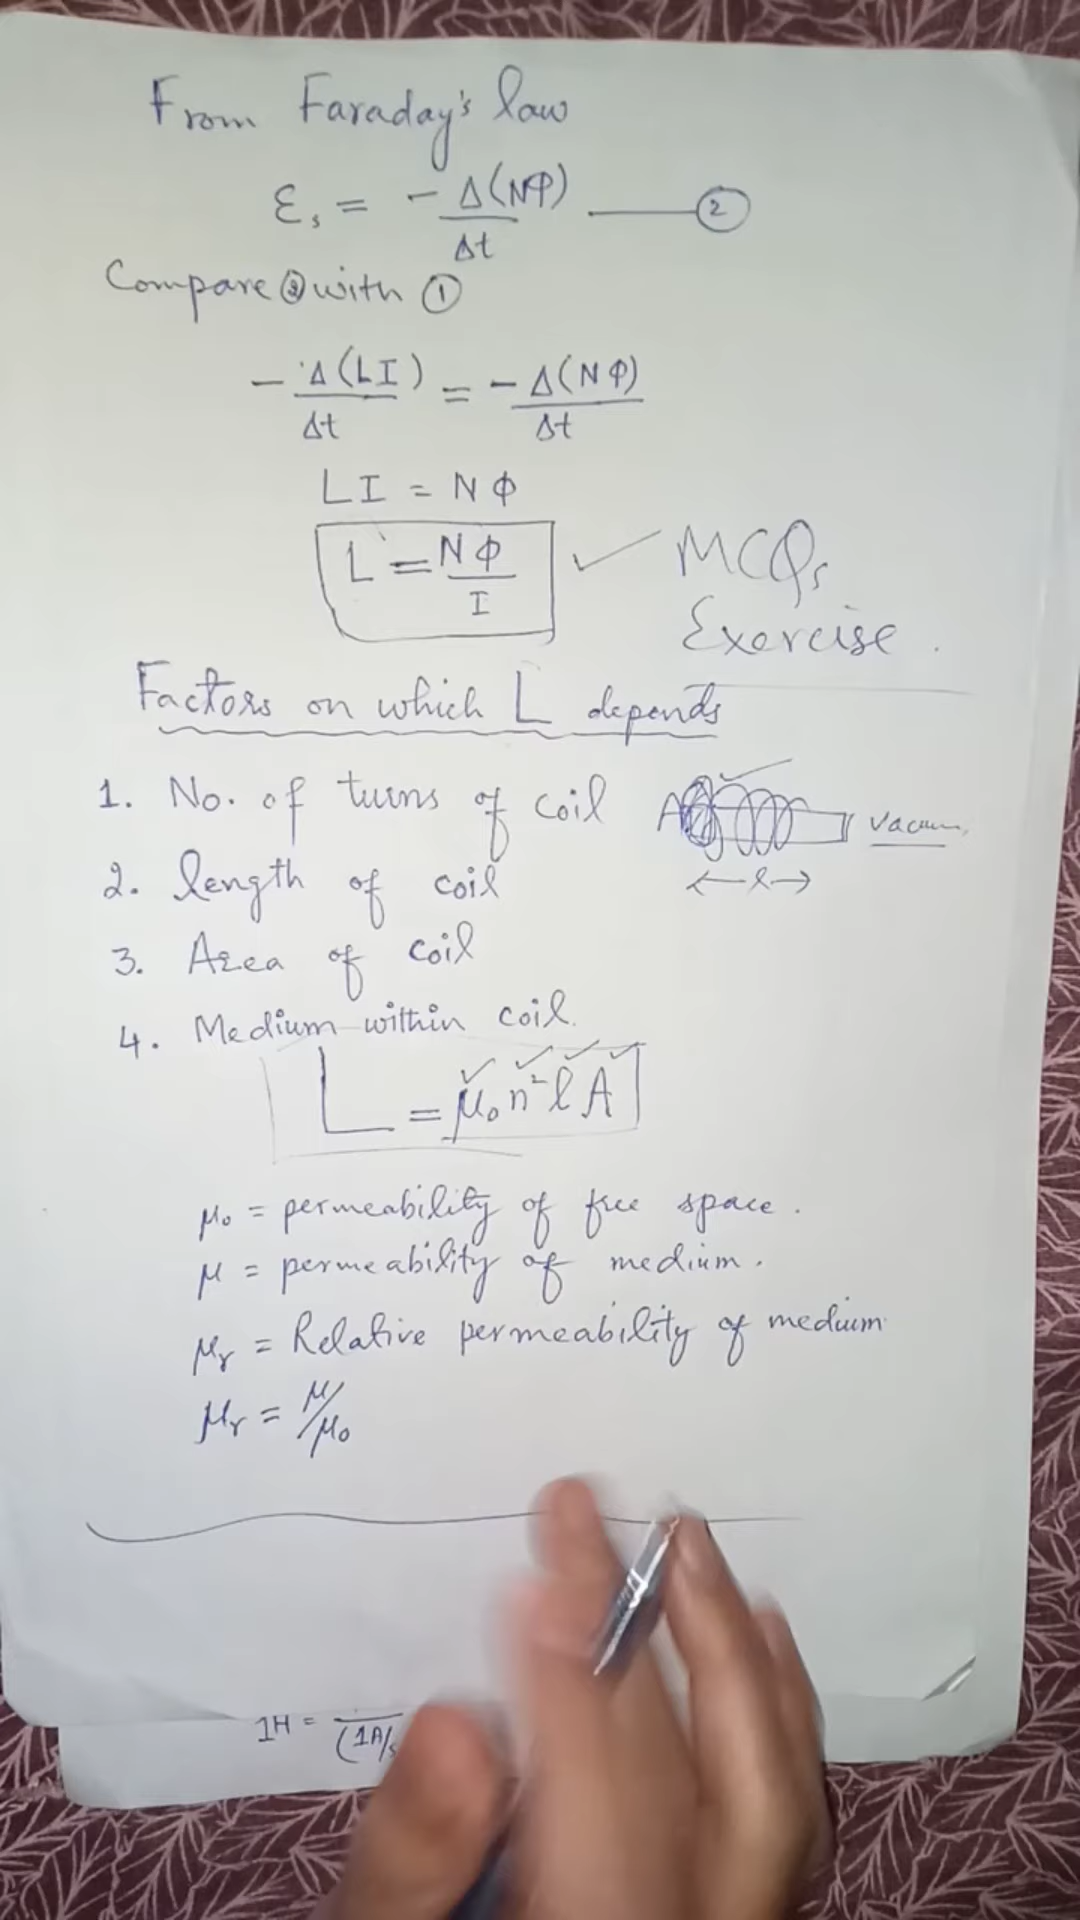 From Faraday's law
Ɛs = - Δ(NΦ)/Δt — 2
Compare 2 with 1
- Δ(LI)/Δt = - Δ(NΦ)/Δt
LI = NΦ
L = NΦ/I ✓ MCQs
Exercise.
Factors on which L depends
1. No. of turns of coil
A vacuum
2. length of coil
← l →
3. Area of coil
4. Medium within coil.
L = μ₀n²lA
μ₀ = permeability of free space.
μ = permeability of medium.
μr = Relative permeability of medium
μr = μ/μ₀
1H = /(1A/s